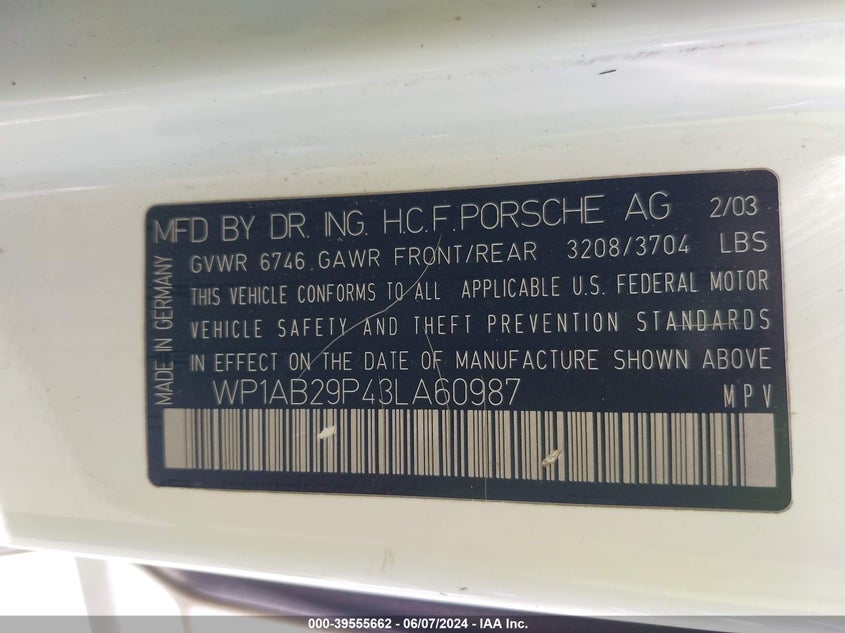 MFD BY DR. ING. H.C.F. PORSCHE AG 2/03
GVWR 6746 GAWR FRONT/REAR 3208/3704 LBS
THIS VEHICLE CONFORMS TO ALL APPLICABLE U.S. FEDERAL MOTOR
VEHICLE SAFETY AND THEFT PREVENTION STANDARDS
IN EFFECT ON THE DATE OF MANUFACTURE SHOWN ABOVE
WP1AB29P43LA60987 MPV
MADE IN GERMANY
000-39555662 - 06/07/2024 - IAA Inc.